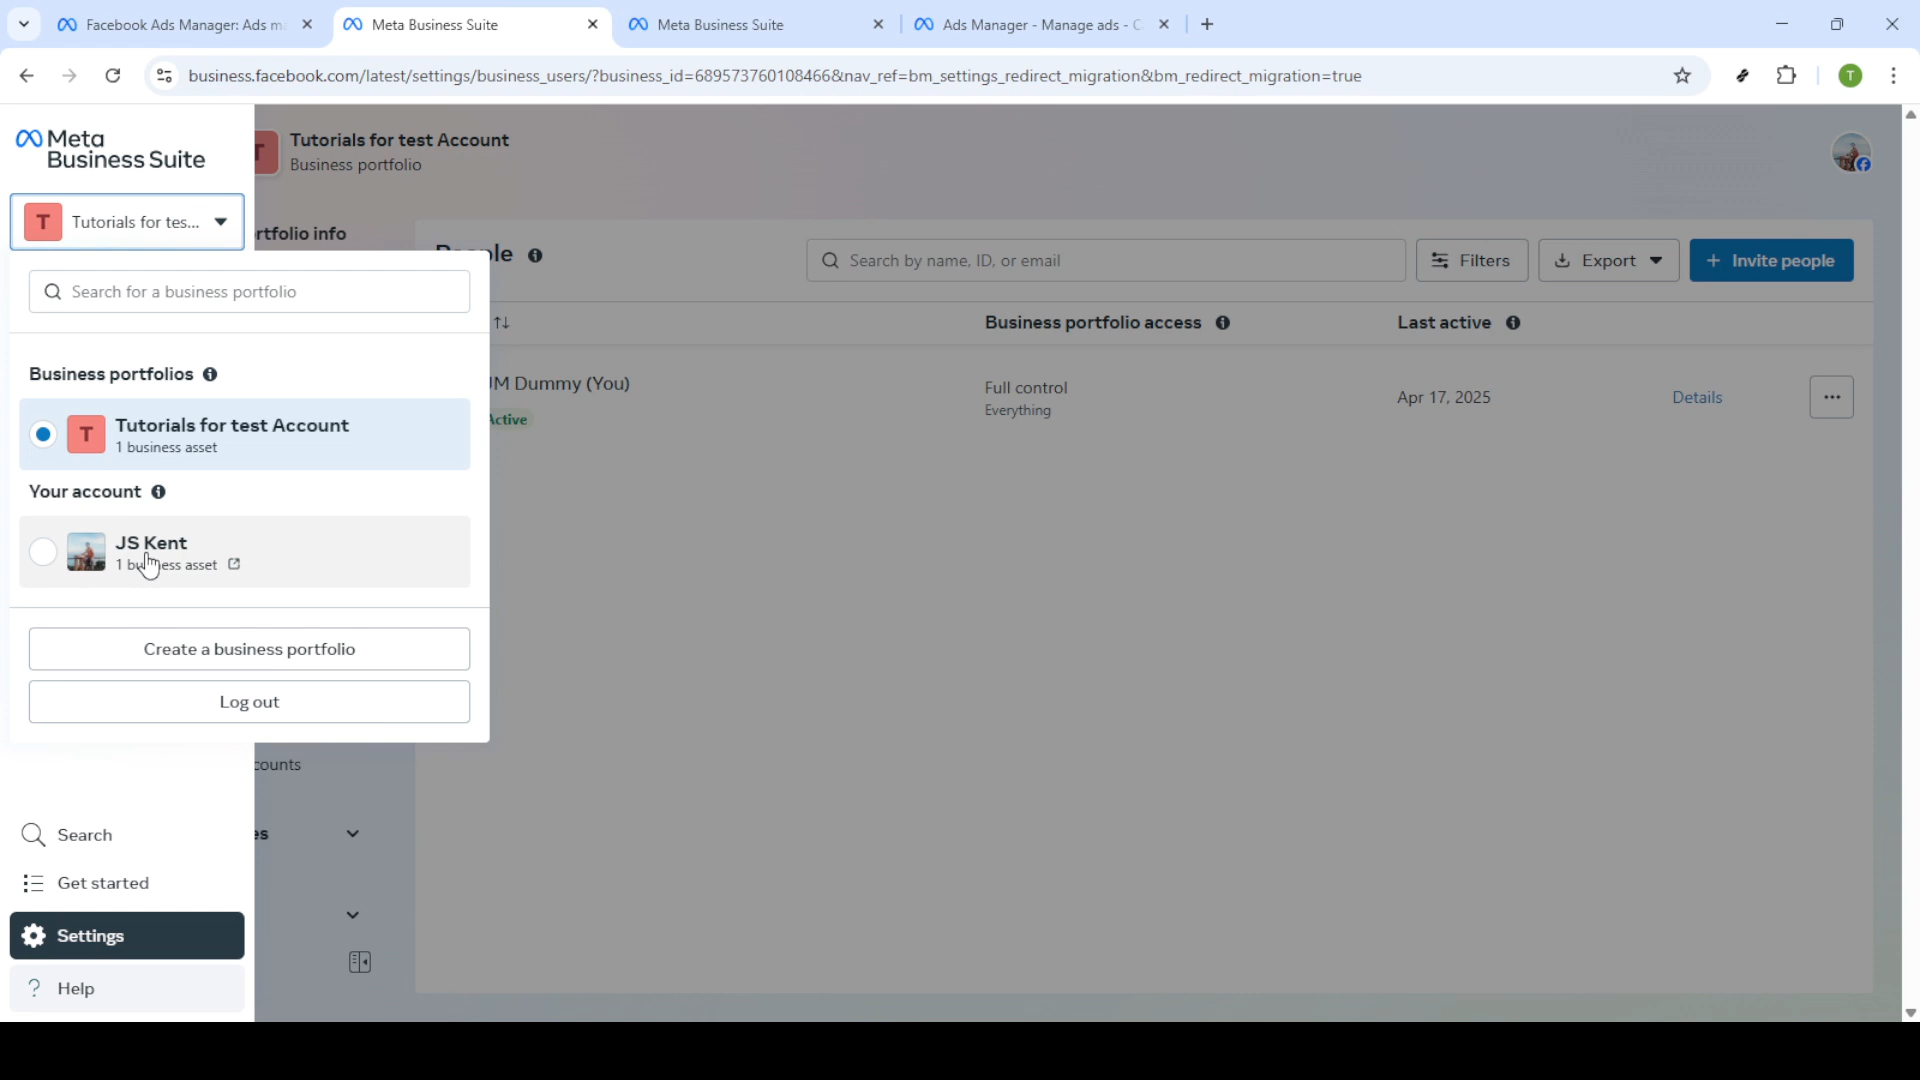 Facebook Ads Manager: Ads ma
Meta Business Suite
Meta Business Suite
Ads Manager - Manage ads - C
business.facebook.com/latest/settings/business_users/?business_id=689573760108466&nav_ref=bm_settings_redirect_migration&bm_redirect_migration=true
T
Meta
Business Suite
T
Tutorials for test Account
Business portfolio
T
Tutorials for tes...
rtfolio info
People
Search by name, ID, or email
Filters
Export
+ Invite people
Search for a business portfolio
Business portfolio access
Last active
Business portfolios
T
Tutorials for test Account
1 business asset
JM Dummy (You)
Active
Full control
Everything
Apr 17, 2025
Details
...
Your account
JS Kent
1 business asset
Create a business portfolio
Log out
counts
Search
es
Get started
Settings
? Help